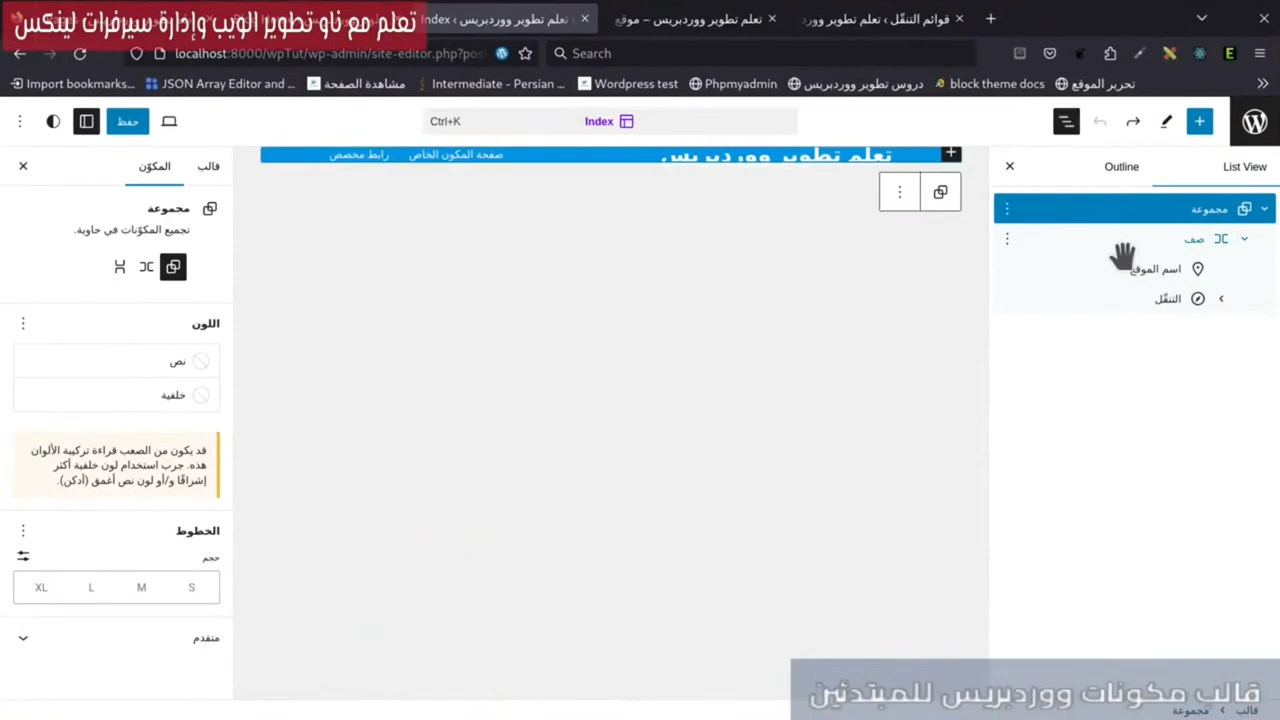 تعلم مع ناو تطوير الويب وإدارة سيرفرات لينكس
Index ‹ تعلم تطوير ووردبريس
تعلم تطوير ووردبريس – موقع
قوائم التنقّل ‹ تعلم تطوير وورد
localhost:8000/wpTut/wp-admin/site-editor.php?pos
Search
Import bookmarks...
JSON Array Editor and ...
مشاهدة الصفحة
Intermediate - Persian ...
Wordpress test
Phpmyadmin
دروس تطوير ووردبريس
block theme docs
تحرير الموقع
حفظ
Ctrl+K
Index
المكوّن
قالب
مجموعة
تجميع المكوّنات في حاوية.
اللون
نص
خلفية
قد يكون من الصعب قراءة تركيبة الألوان
هذه. جرب استخدام لون خلفية أكثر
إشراقًا و/أو لون نص أغمق (أدكن).
الخطوط
حجم
XL L M S
متقدم
تعلم تطوير ووردبريس
صفحة المكون الخاص
رابط مخصص
Outline
List View
مجموعة
صف
اسم الموقع
التنقّل
قالب مكونات ووردبريس للمبتدئين
قالب ‹ مجموعة